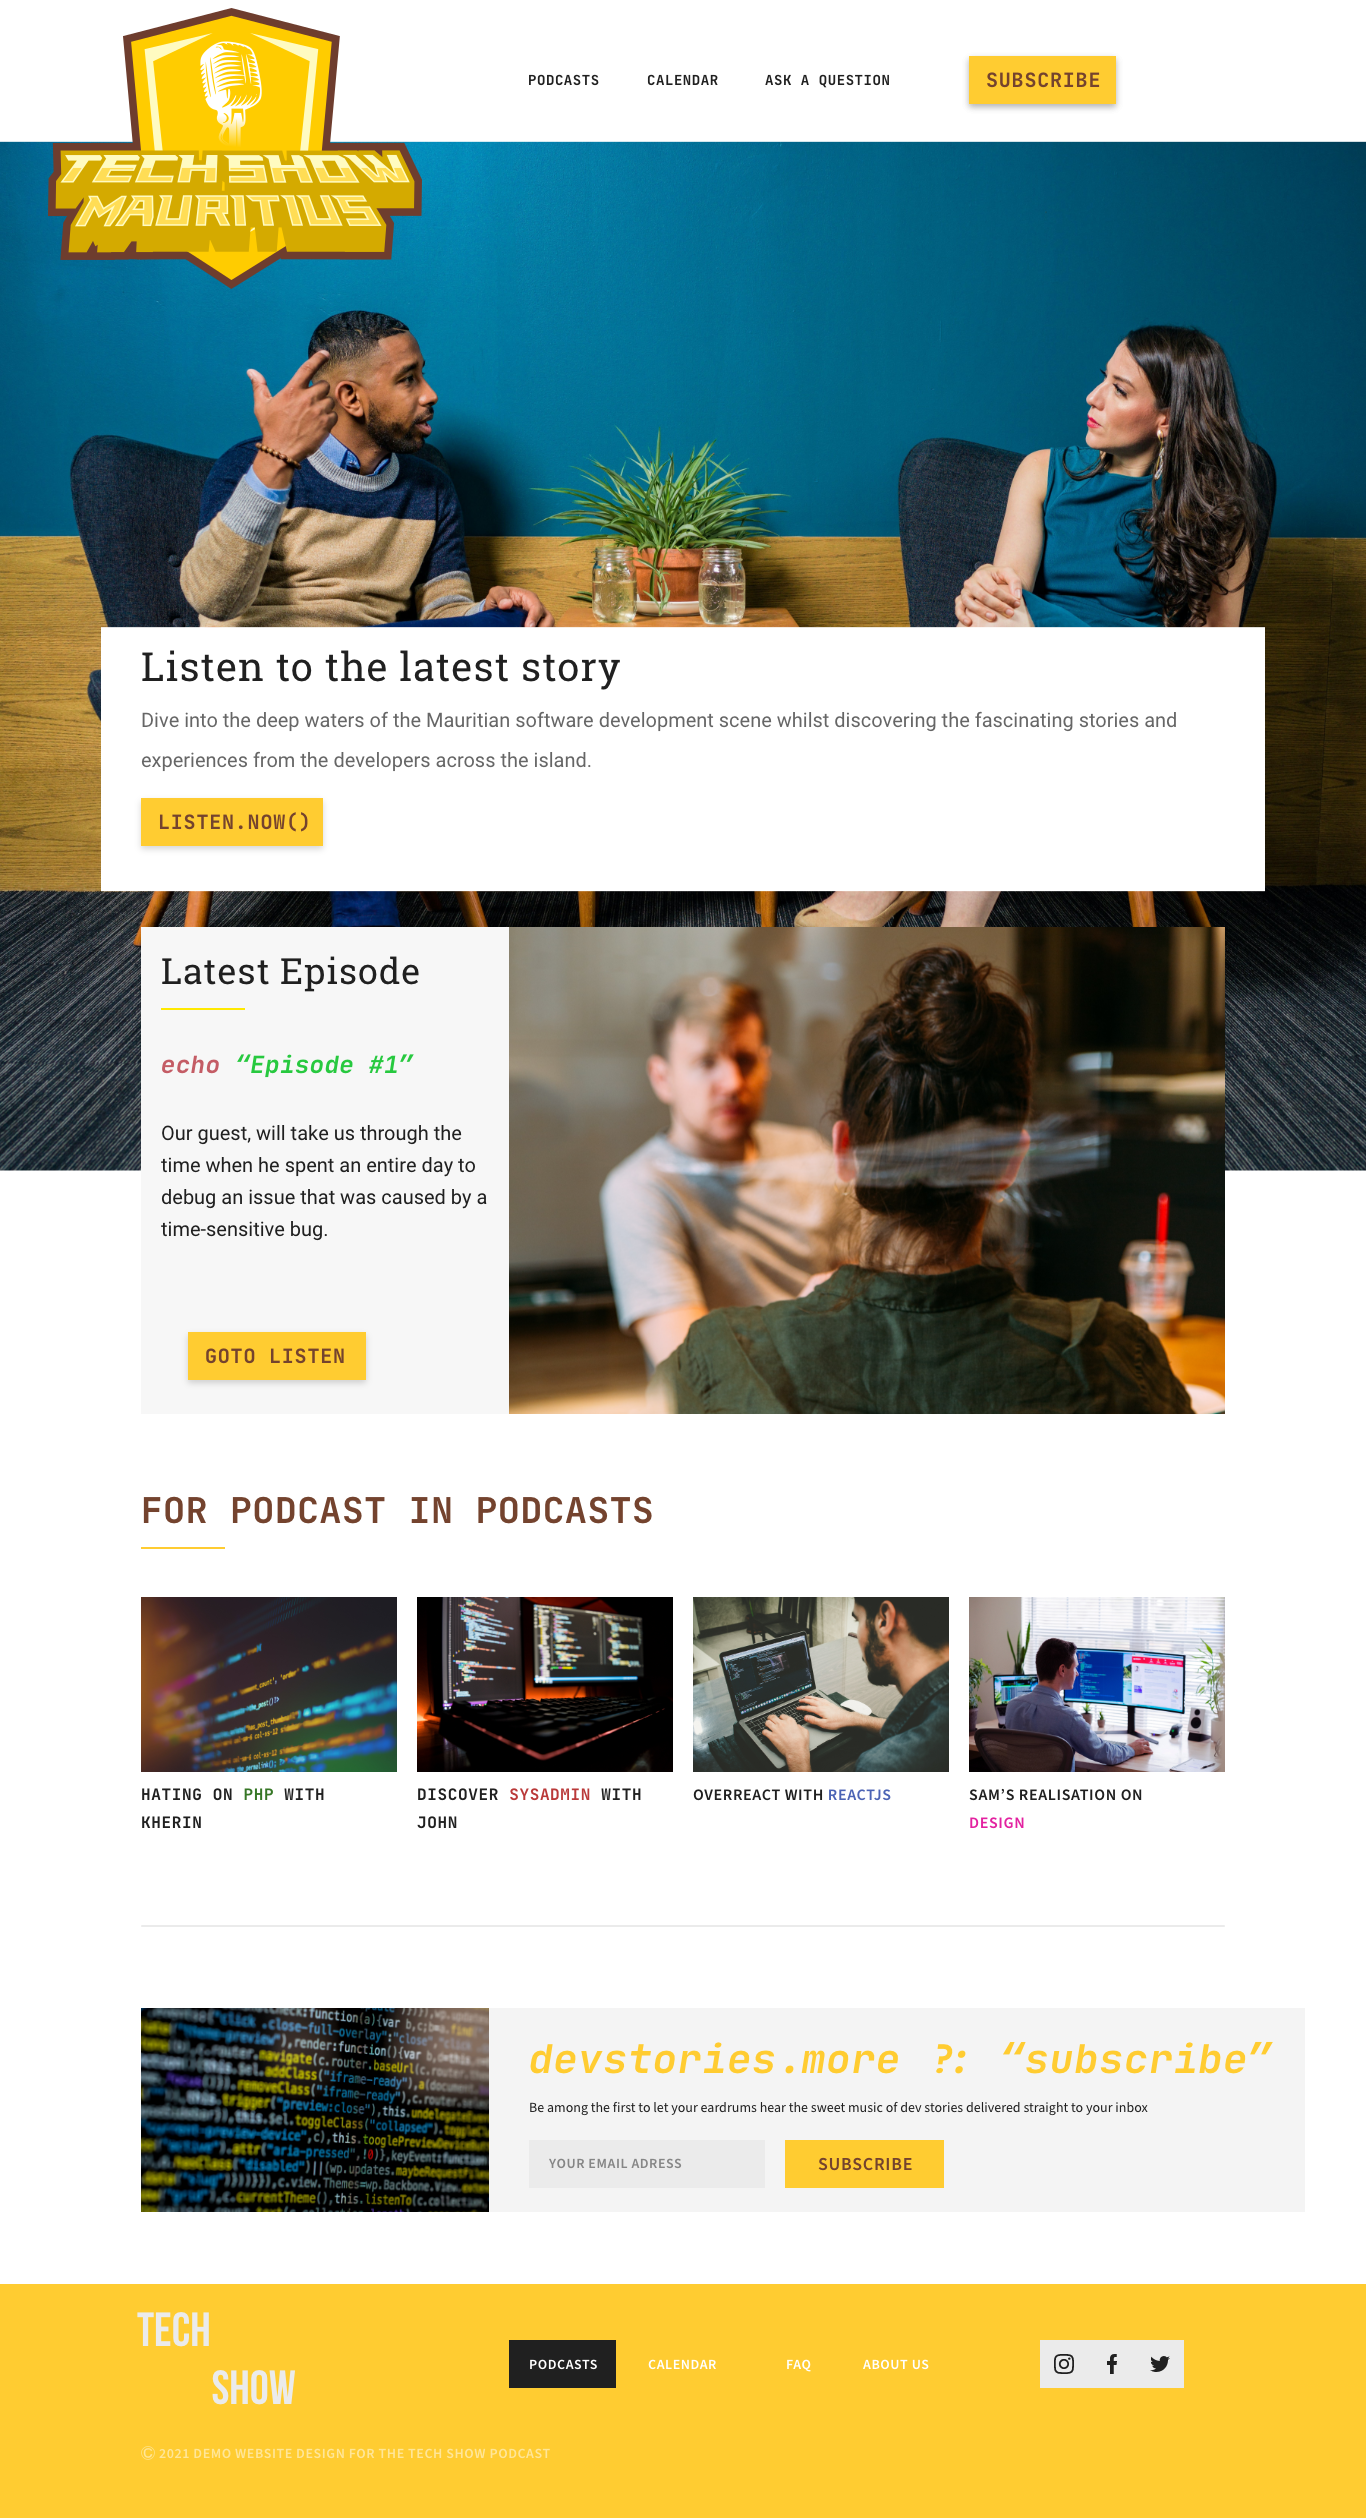 TECH SHOW
MAURITIUS
PODCASTS CALENDAR ASK A QUESTION SUBSCRIBE
Listen to the latest story
Dive into the deep waters of the Mauritian software development scene whilst discovering the fascinating stories and
experiences from the developers across the island.
LISTEN.NOW()
Latest Episode
echo “Episode #1”
Our guest, will take us through the
time when he spent an entire day to
debug an issue that was caused by a
time-sensitive bug.
GOTO LISTEN
FOR PODCAST IN PODCASTS
HATING ON PHP WITH
KHERIN
DISCOVER SYSADMIN WITH
JOHN
OVERREACT WITH REACTJS
SAM’S REALISATION ON
DESIGN
devstories.more ?: “subscribe”
Be among the first to let your eardrums hear the sweet music of dev stories delivered straight to your inbox
YOUR EMAIL ADRESS
SUBSCRIBE
TECH
SHOW
PODCASTS CALENDAR FAQ ABOUT US
© 2021 DEMO WEBSITE DESIGN FOR THE TECH SHOW PODCAST